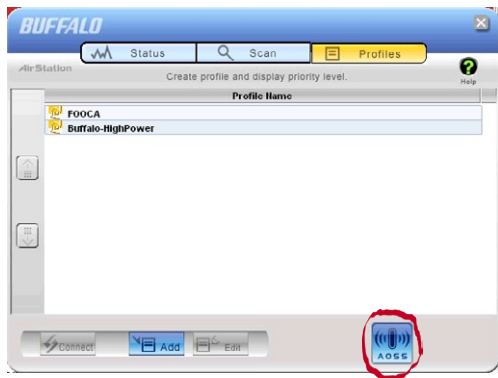 BUFFALO
Status Scan Profiles
AirStation
Create profile and display priority level.
Help
Profile Name
FOOCA
Buffalo-HighPower
Connect Add Edit
AOSS